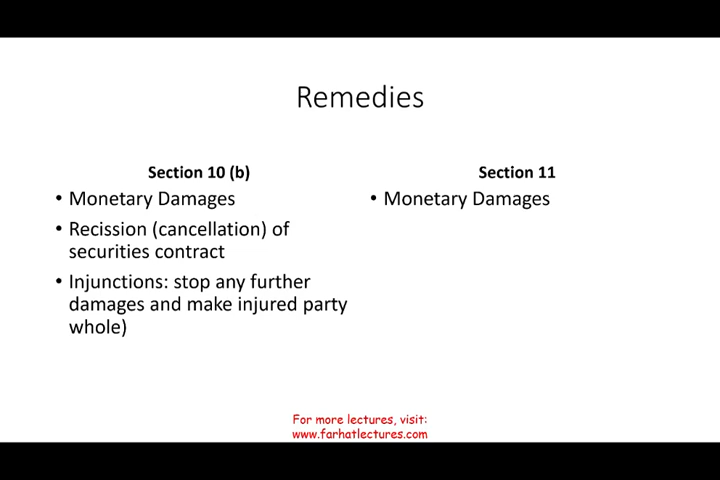 Remedies
Section 10 (b)
• Monetary Damages
• Recission (cancellation) of
securities contract
• Injunctions: stop any further
damages and make injured party
whole)
Section 11
• Monetary Damages
For more lectures, visit:
www.farhatlectures.com